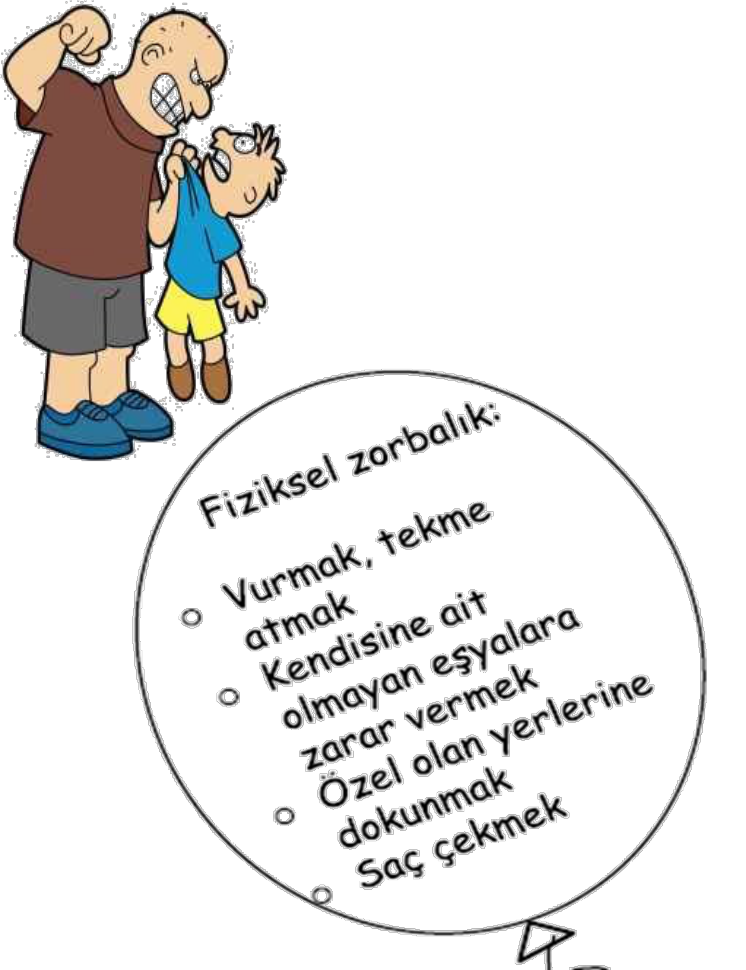 Fiziksel zorbalık:
Vurmak, tekme
atmak
Kendisine ait
olmayan eşyalara
zarar vermek
Özel olan yerlerine
dokunmak
Saç çekmek